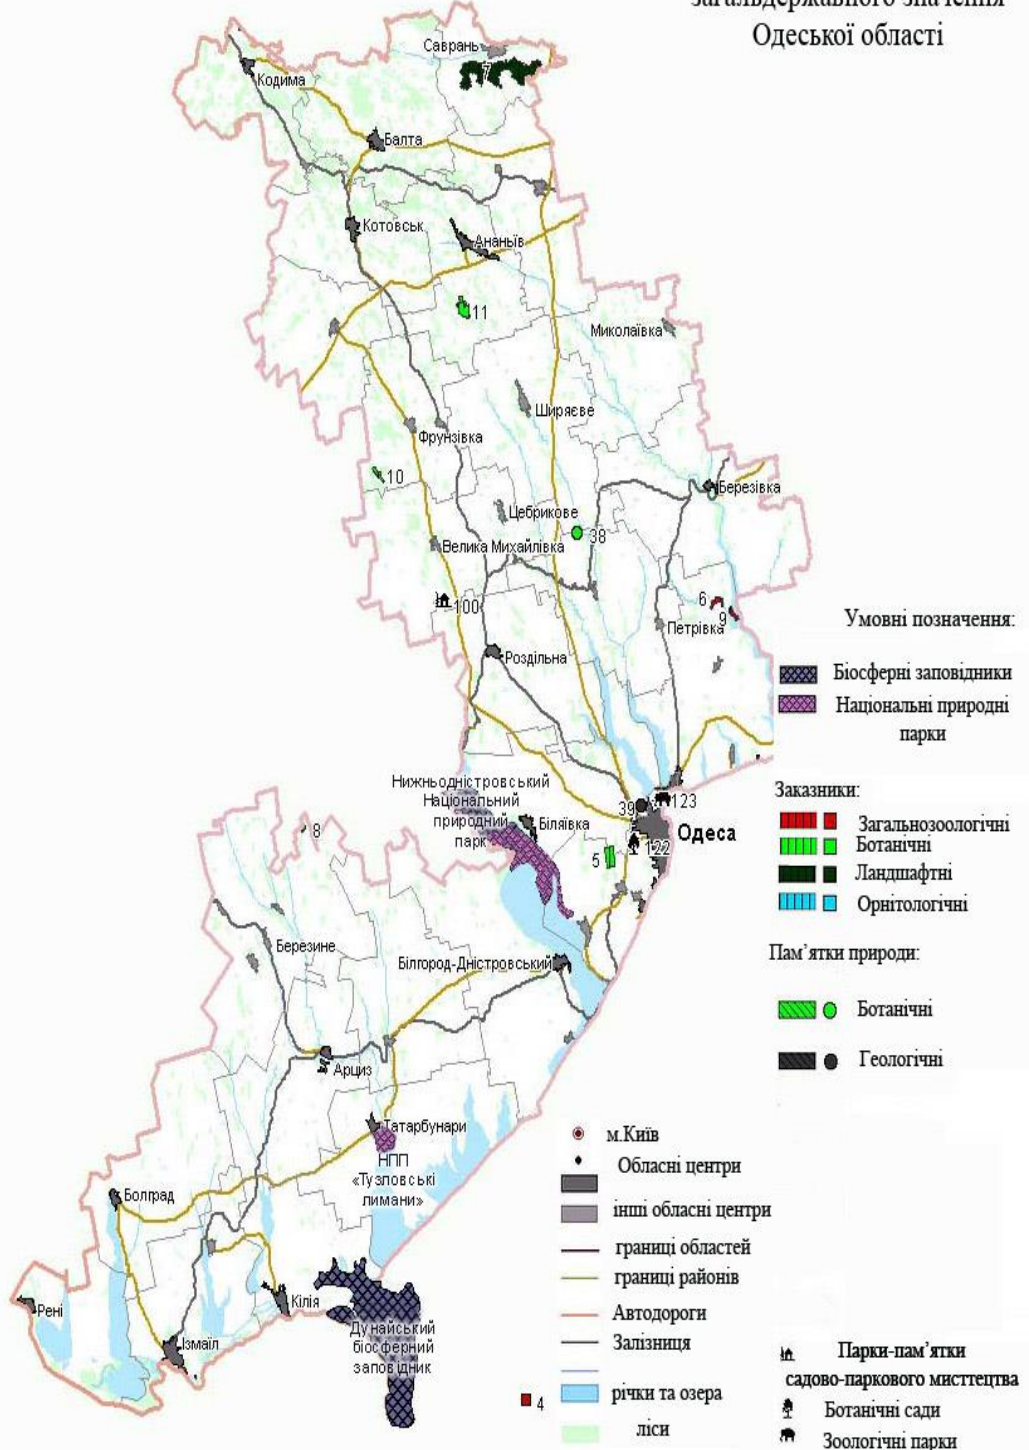 загальдержавного значення
Одеської області
Саврань
7
Кодима
Балта
Котовськ
Ананьїв
11
Миколаївка
Ширяєве
Фрунзівка
10
Березівка
Цебрикове
38
Велика Михайлівка
100
6
9
Петрівка
Роздільна
Умовні позначення:
Біосферні заповідники
Національні природні
парки
Нижньодністровський
Національний
природний
парк
Біляївка
39
123
Одеса
122
5
8
Заказники:
Загальнозоологічні
Ботанічні
Ландшафтні
Орнітологічні
Березине
Білгород-Дністровський
Пам’ятки природи:
Ботанічні
Геологічні
Арциз
Татарбунари
НПП
«Тузловські
лимани»
Болград
Рені
Ізмаїл
Кілія
Дунайський
біосферний
заповідник
4
м.Київ
Обласні центри
інші обласні центри
границі областей
границі районів
Автодороги
Залізниця
річки та озера
ліси
Парки-пам’ятки
садово-паркового мисттецтва
Ботанічні сади
Зоологічні парки